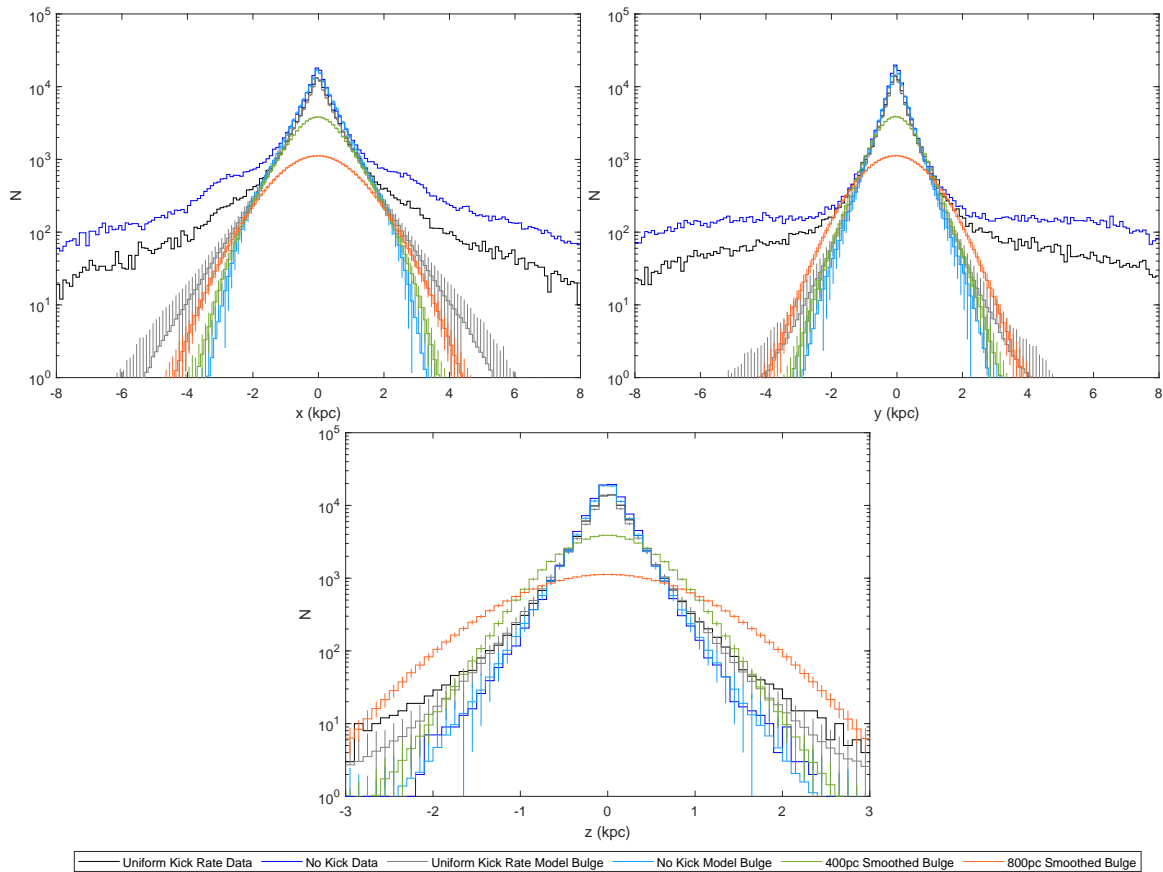 10^5
10^4
10^3
10^2
10^1
10^0
N
-8 -6 -4 -2 0 2 4 6 8
x (kpc)
10^5
10^4
10^3
10^2
10^1
10^0
N
-8 -6 -4 -2 0 2 4 6 8
y (kpc)
10^5
10^4
10^3
10^2
10^1
10^0
N
-3 -2 -1 0 1 2 3
z (kpc)
Uniform Kick Rate Data No Kick Data Uniform Kick Rate Model Bulge No Kick Model Bulge 400pc Smoothed Bulge 800pc Smoothed Bulge